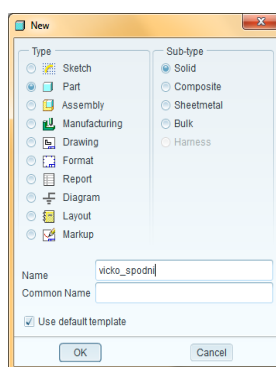 New
Type
Sub-type
Sketch
Solid
Part
Composite
Assembly
Sheetmetal
Manufacturing
Bulk
Drawing
Harness
Format
Report
Diagram
Layout
Markup
Name
vicko_spodni
Common Name
Use default template
OK
Cancel